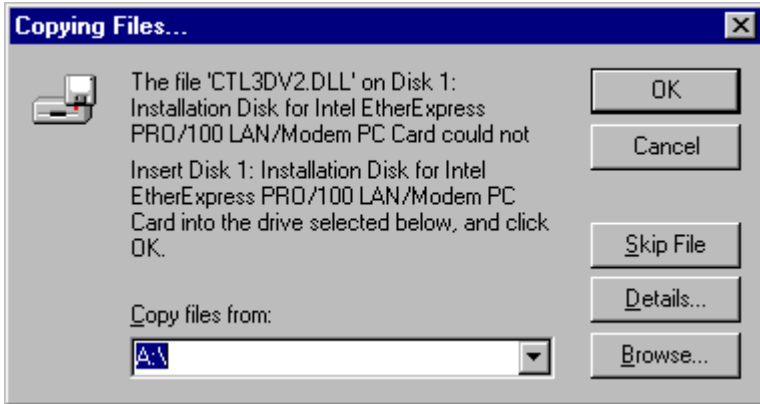 Copying Files...
The file 'CTL3DV2.DLL' on Disk 1:
Installation Disk for Intel EtherExpress
PRO/100 LAN/Modem PC Card could not
Insert Disk 1: Installation Disk for Intel
EtherExpress PRO/100 LAN/Modem PC
Card into the drive selected below, and click
OK.
Copy files from:
A:\
OK
Cancel
Skip File
Details...
Browse...